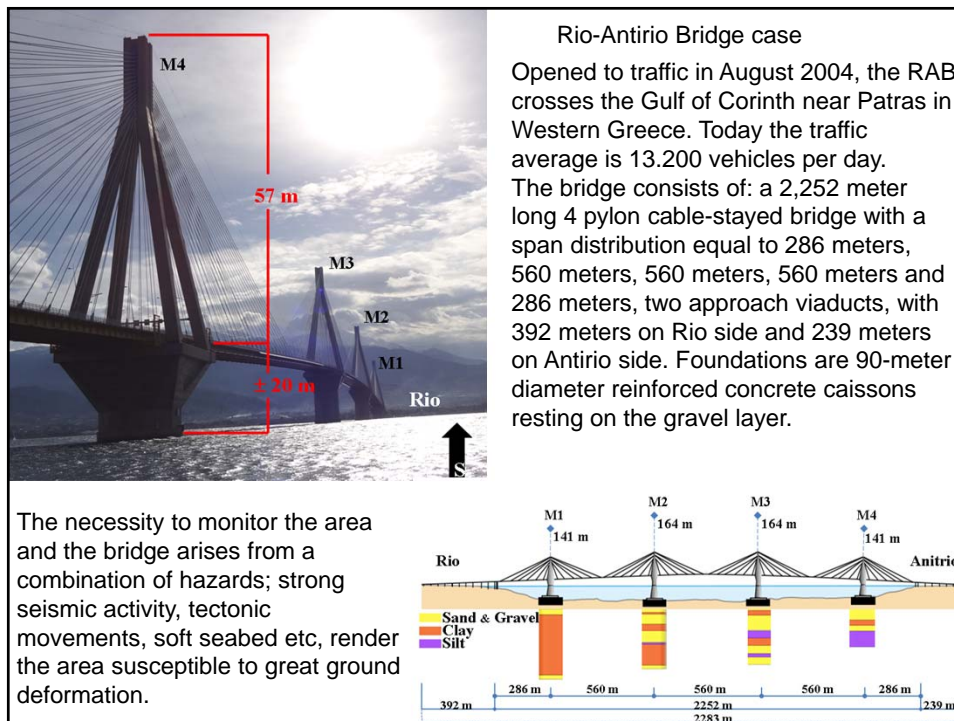 Rio-Antirio Bridge case
Opened to traffic in August 2004, the RAB
crosses the Gulf of Corinth near Patras in
Western Greece. Today the traffic
average is 13.200 vehicles per day.
The bridge consists of: a 2,252 meter
long 4 pylon cable-stayed bridge with a
span distribution equal to 286 meters,
560 meters, 560 meters, 560 meters and
286 meters, two approach viaducts, with
392 meters on Rio side and 239 meters
on Antirio side. Foundations are 90-meter
diameter reinforced concrete caissons
resting on the gravel layer.
M4
57 m
M3
M2
M1
± 20 m
Rio
S
The necessity to monitor the area
and the bridge arises from a
combination of hazards; strong
seismic activity, tectonic
movements, soft seabed etc, render
the area susceptible to great ground
deformation.
M1 M2 M3 M4
141 m 164 m 164 m 141 m
Rio Anitrio
Sand & Gravel
Clay
Silt
286 m 560 m 560 m 560 m 286 m
392 m 2252 m 239 m
2283 m